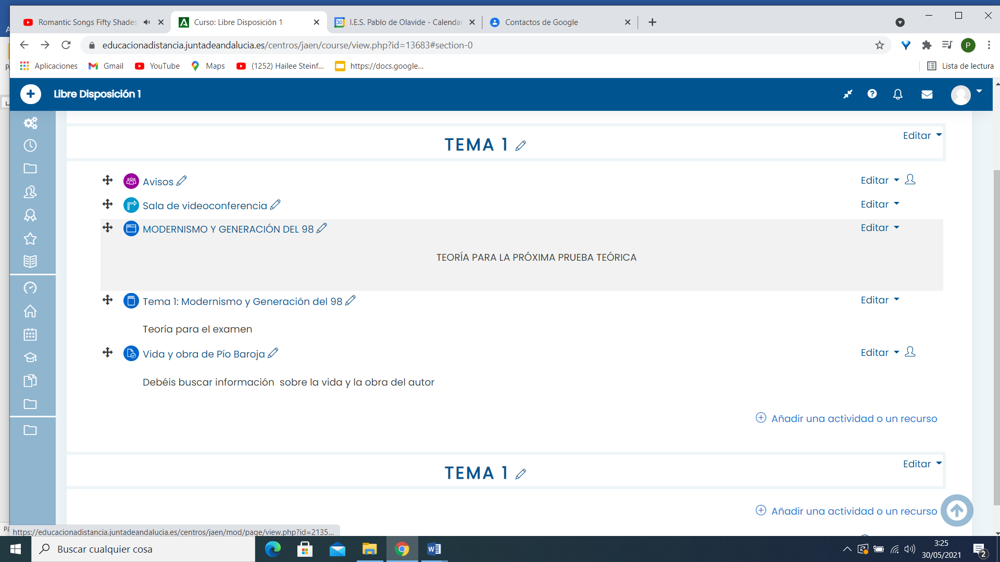 Romantic Songs Fifty Shades
Curso: Libre Disposición 1
I.E.S. Pablo de Olavide - Calendar
Contactos de Google
educacionadistancia.juntadeandalucia.es/centros/jaen/course/view.php?id=13683#section-0
P
Aplicaciones
Gmail
YouTube
Maps
(1252) Hailee Steinf...
https://docs.google...
Lista de lectura
Libre Disposición 1
TEMA 1
Editar
Avisos
Editar
Sala de videoconferencia
Editar
MODERNISMO Y GENERACIÓN DEL 98
Editar
TEORÍA PARA LA PRÓXIMA PRUEBA TEÓRICA
Tema 1: Modernismo y Generación del 98
Editar
Teoría para el examen
Vida y obra de Pío Baroja
Editar
Debéis buscar información  sobre la vida y la obra del autor
Añadir una actividad o un recurso
TEMA 1
Editar
Añadir una actividad o un recurso
https://educacionadistancia.juntadeandalucia.es/centros/jaen/mod/page/view.php?id=2135...
Buscar cualquier cosa
3:25
30/05/2021
2